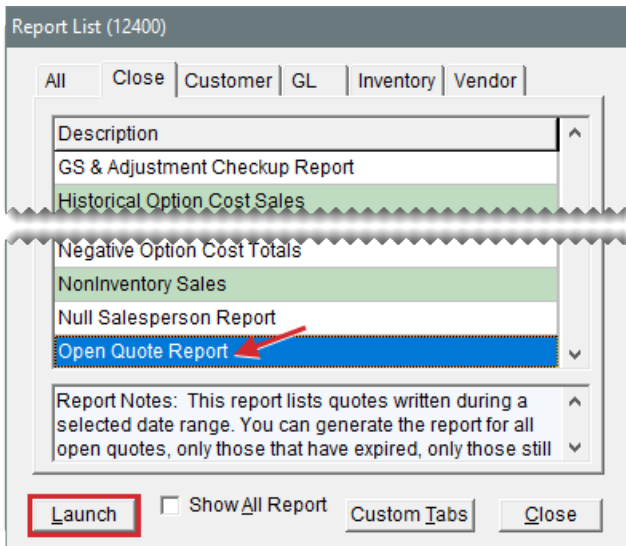 Report List (12400)
All Close Customer GL Inventory Vendor
Description
GS & Adjustment Checkup Report
Historical Option Cost Sales
Negative Option Cost Totals
NonInventory Sales
Null Salesperson Report
Open Quote Report
Report Notes: This report lists quotes written during a
selected date range. You can generate the report for all
open quotes, only those that have expired, only those still
Launch Show All Report Custom Tabs Close